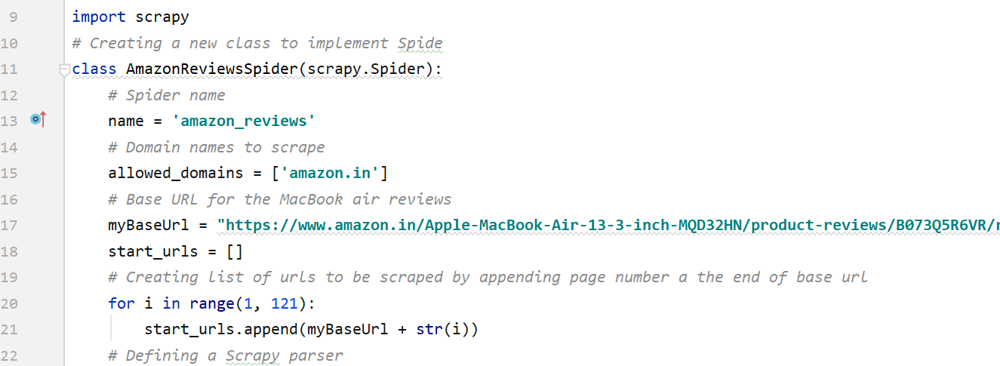 9 import scrapy
10 # Creating a new class to implement Spide
11 class AmazonReviewsSpider(scrapy.Spider):
12 # Spider name
13 name = 'amazon_reviews'
14 # Domain names to scrape
15 allowed_domains = ['amazon.in']
16 # Base URL for the MacBook air reviews
17 myBaseUrl = "https://www.amazon.in/Apple-MacBook-Air-13-3-inch-MQD32HN/product-reviews/B073Q5R6VR/
18 start_urls = []
19 # Creating list of urls to be scraped by appending page number a the end of base url
20 for i in range(1, 121):
21 start_urls.append(myBaseUrl + str(i))
22 # Defining a Scrapy parser